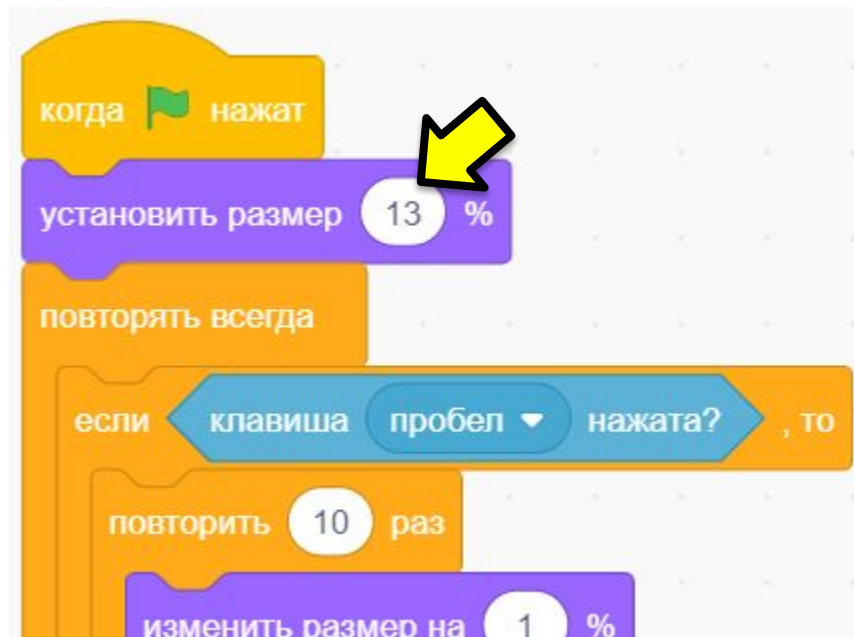 когда нажат
установить размер 13 %
повторять всегда
если клавиша пробел нажата? , то
повторить 10 раз
изменить размер на 1 %